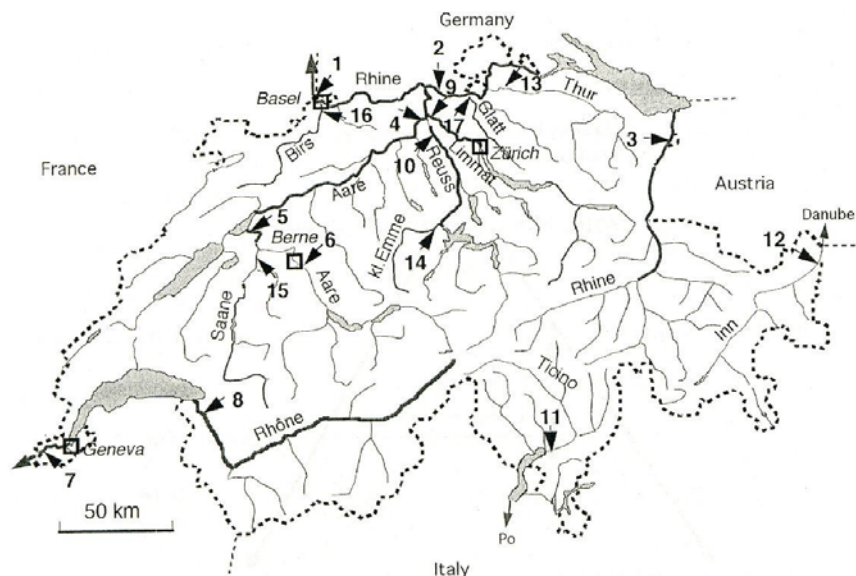 Germany
1
2
Rhine
9
Basel
13
Thur
16
4
17
Glatt
Birs
10
Reuss
Limmat
Zürich
3
France
Aare
Austria
5
Danube
Berne
6
kl.Emme
12
14
15
Aare
Saane
Rhine
Inn
Ticino
8
Rhône
11
Geneva
7
50 km
Po
Italy